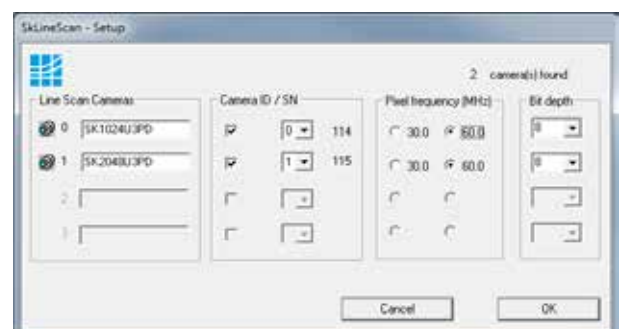 SkLineScan - Setup
2 camera(s) found
Line Scan Cameras Camera ID / SN Pixel frequency (MHz) Bit depth
0 SK1024U3PD 0 114 30.0 60.0 8
1 SK2048U3PD 1 115 30.0 60.0 8
2
3
Cancel OK